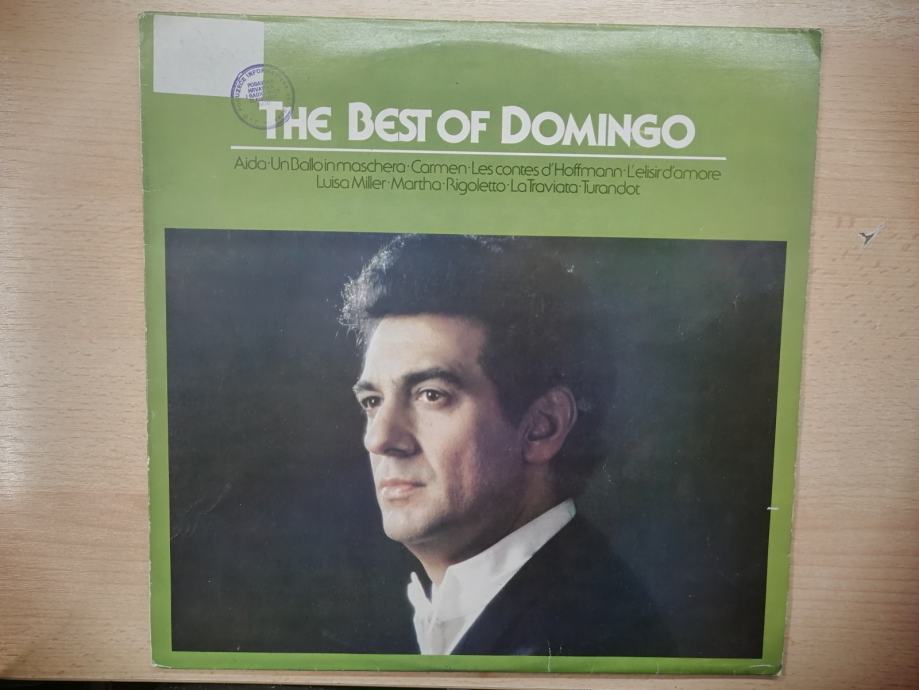 THE BEST OF DOMINGO
Aida · Un Ballo in maschera · Carmen · Les contes d'Hoffmann · L'elisir d'amore
Luisa Miller · Martha · Rigoletto · La Traviata · Turandot